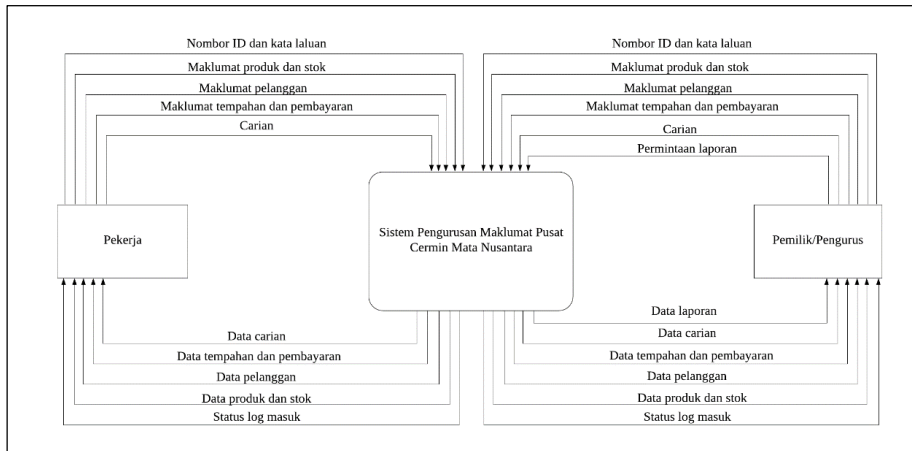 Nombor ID dan kata laluan
Maklumat produk dan stok
Maklumat pelanggan
Maklumat tempahan dan pembayaran
Carian
Nombor ID dan kata laluan
Maklumat produk dan stok
Maklumat pelanggan
Maklumat tempahan dan pembayaran
Carian
Permintaan laporan
Pekerja
Sistem Pengurusan Maklumat Pusat
Cermin Mata Nusantara
Pemilik/Pengurus
Data carian
Data tempahan dan pembayaran
Data pelanggan
Data produk dan stok
Status log masuk
Data laporan
Data carian
Data tempahan dan pembayaran
Data pelanggan
Data produk dan stok
Status log masuk